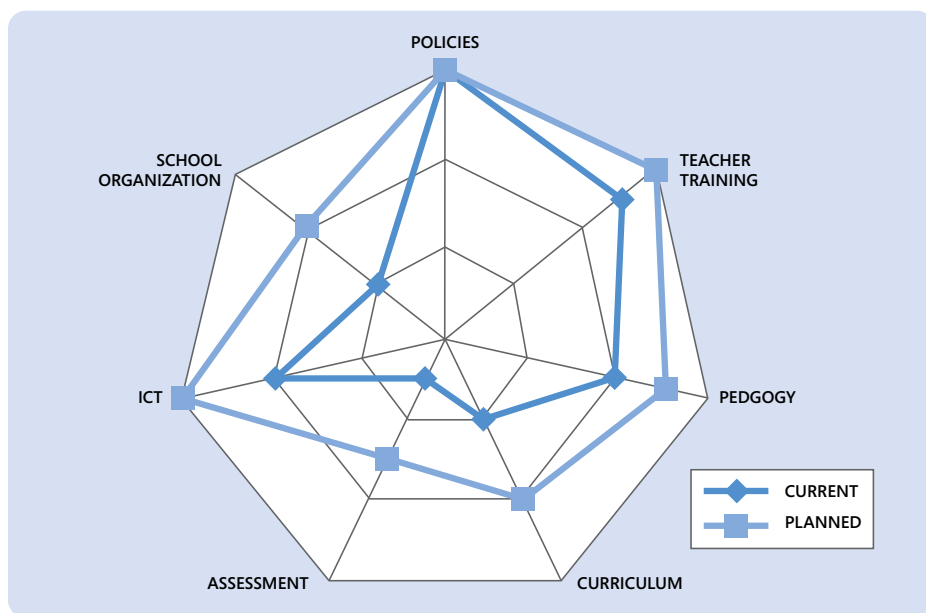 POLICIES
SCHOOL
ORGANIZATION
TEACHER
TRAINING
ICT
PEDGOGY
CURRENT
PLANNED
ASSESSMENT
CURRICULUM